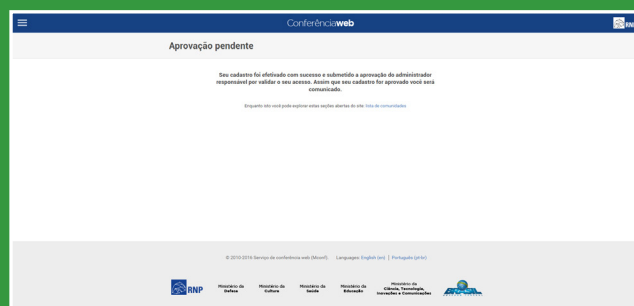 Conferênciaweb
RNP
Aprovação pendente
Seu cadastro foi efetivado com sucesso e submetido a aprovação do administrador
responsável por validar o seu acesso. Assim que seu cadastro for aprovado você será
comunicado.
Enquanto isto você pode explorar estas seções abertas do site: lista de comunidades
© 2010-2016 Serviço de conferência web (Mconf) Languages: English (en) | Português (pt-br)
RNP
Ministério da
Defesa
Ministério da
Cultura
Ministério da
Saúde
Ministério da
Educação
Ministério da
Ciência, Tecnologia,
Inovações e Comunicações